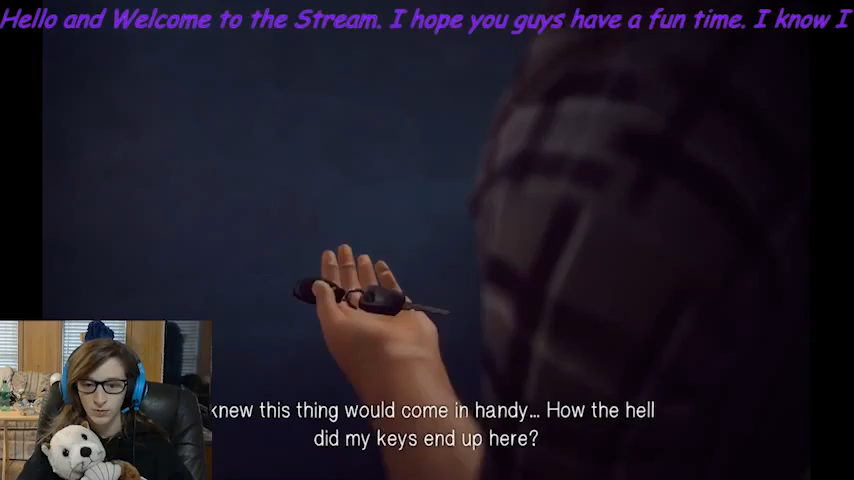 Hello and Welcome to the Stream. I hope you guys have a fun time. I know I
knew this thing would come in handy... How the hell
did my keys end up here?